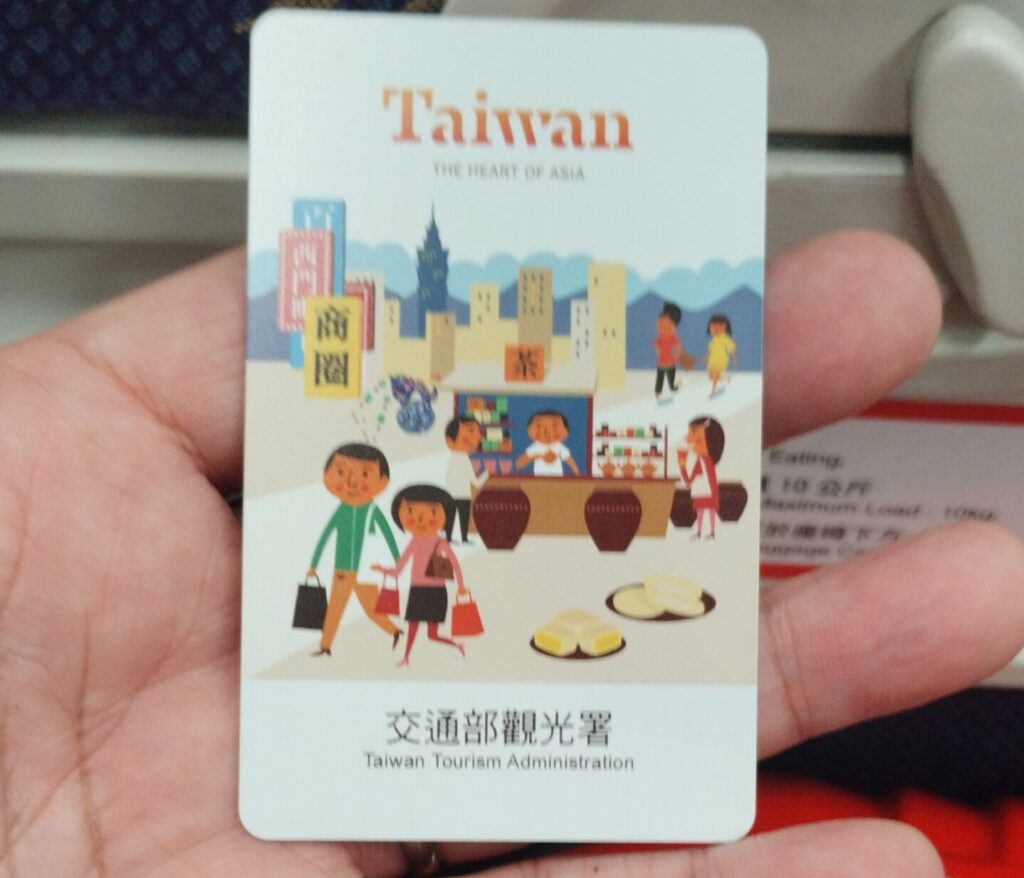 Taiwan
THE HEART OF ASIA
西門町
商圈
茶
交通部觀光署
Taiwan Tourism Administration
Eating.
10 公斤
Maximum Load 10kg